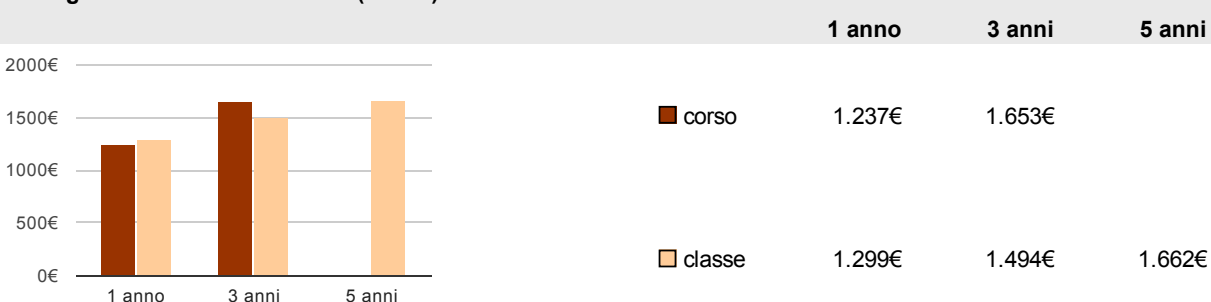 1 anno 3 anni 5 anni
2000€
1500€
1000€
500€
0€
1 anno 3 anni 5 anni
corso 1.237€ 1.653€
classe 1.299€ 1.494€ 1.662€